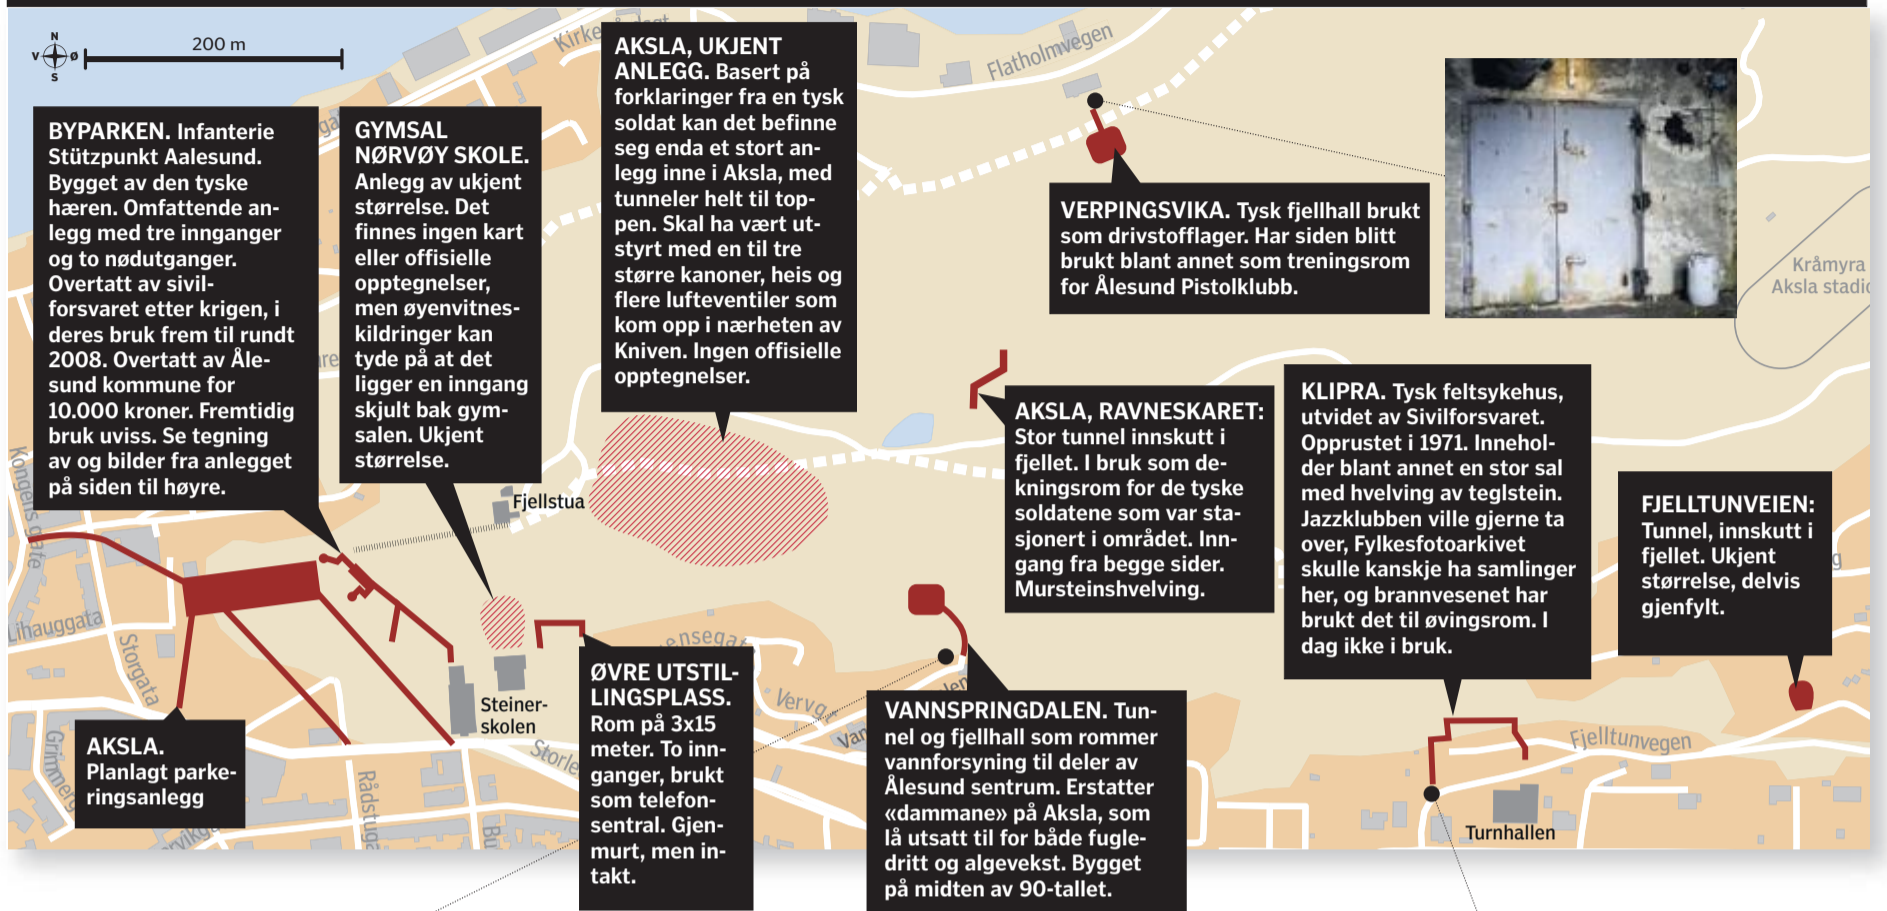 N
V
Ø
S
200 m
BYPARKEN. Infanterie
Stützpunkt Aalesund.
Bygget av den tyske
hæren. Omfattende an-
legg med tre innganger
og to nødutganger.
Overtatt av sivil-
forsvaret etter krigen, i
deres bruk frem til rundt
2008. Overtatt av Åle-
sund kommune for
10.000 kroner. Fremtidig
bruk uviss. Se tegning
av og bilder fra anlegget
på siden til høyre.
GYMSAL
NØRVØY SKOLE.
Anlegg av ukjent
størrelse. Det
finnes ingen kart
eller offisielle
opptegnelser,
men øyenvitnes-
kildringer kan
tyde på at det
ligger en inngang
skjult bak gym-
salen. Ukjent
størrelse.
AKSLA, UKJENT
ANLEGG. Basert på
forklaringer fra en tysk
soldat kan det befinne
seg enda et stort an-
legg inne i Aksla, med
tunneler helt til top-
pen. Skal ha vært ut-
styrt med en til tre
større kanoner, heis og
flere lufteventiler som
kom opp i nærheten av
Kniven. Ingen offisielle
opptegnelser.
Flatholmvegen
VERPINGSVIKA. Tysk fjellhall brukt
som drivstofflager. Har siden blitt
brukt blant annet som treningsrom
for Ålesund Pistolklubb.
Kråmyra
Aksla
AKSLA, RAVNESKARET:
Stor tunnel innskutt i
fjellet. I bruk som de-
kningsrom for de tyske
soldatene som var sta-
sjonert i området. Inn-
gang fra begge sider.
Mursteinshvelving.
KLIPRA. Tysk feltsykehus,
utvidet av Sivilforsvaret.
Opprustet i 1971. Innehol-
der blant annet en stor sal
med hvelving av teglstein.
Jazzklubben ville gjerne ta
over, Fylkesfotoarkivet
skulle kanskje ha samlinger
her, og brannvesenet har
brukt det til øvingsrom. I
dag ikke i bruk.
FJELLTUNVEIEN:
Tunnel, innskutt i
fjellet. Ukjent
størrelse, delvis
gjenfylt.
Kongens gate
Fjellstua
Lihauggata
Storgata
Steiner-
skolen
AKSLA.
Planlagt parke-
ringsanlegg
ØVRE UTSTIL-
LINGSPLASS.
Rom på 3x15
meter. To inn-
ganger, brukt
som telefon-
sentral. Gjen-
murt, men in-
takt.
VANNSPRINGDALEN. Tun-
nel og fjellhall som rommer
vannforsyning til deler av
Ålesund sentrum. Erstatter
«dammane» på Aksla, som
lå utsatt til for både fugle-
dritt og algevekst. Bygget
på midten av 90-tallet.
Fjelltunvegen
Turnhallen